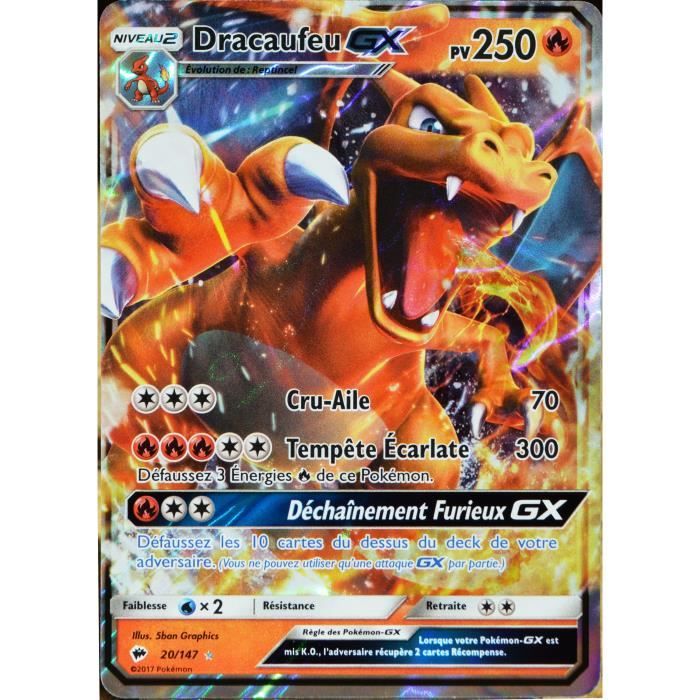 NIVEAU2
Dracaufeu GX
PV 250
Évolution de : Reptincel
Cru-Aile 70
Tempête Écarlate 300
Défaussez 3 Énergies de ce Pokémon.
Déchaînement Furieux GX
Défaussez les 10 cartes du dessus du deck de votre
adversaire. (Vous ne pouvez utiliser qu'une attaque GX par partie.)
Faiblesse × 2 Résistance Retraite
Illus. 5ban Graphics
20/147
©2017 Pokémon
Règle des Pokémon-GX
Lorsque votre Pokémon-GX est
mis K.O., l'adversaire récupère 2 cartes Récompense.